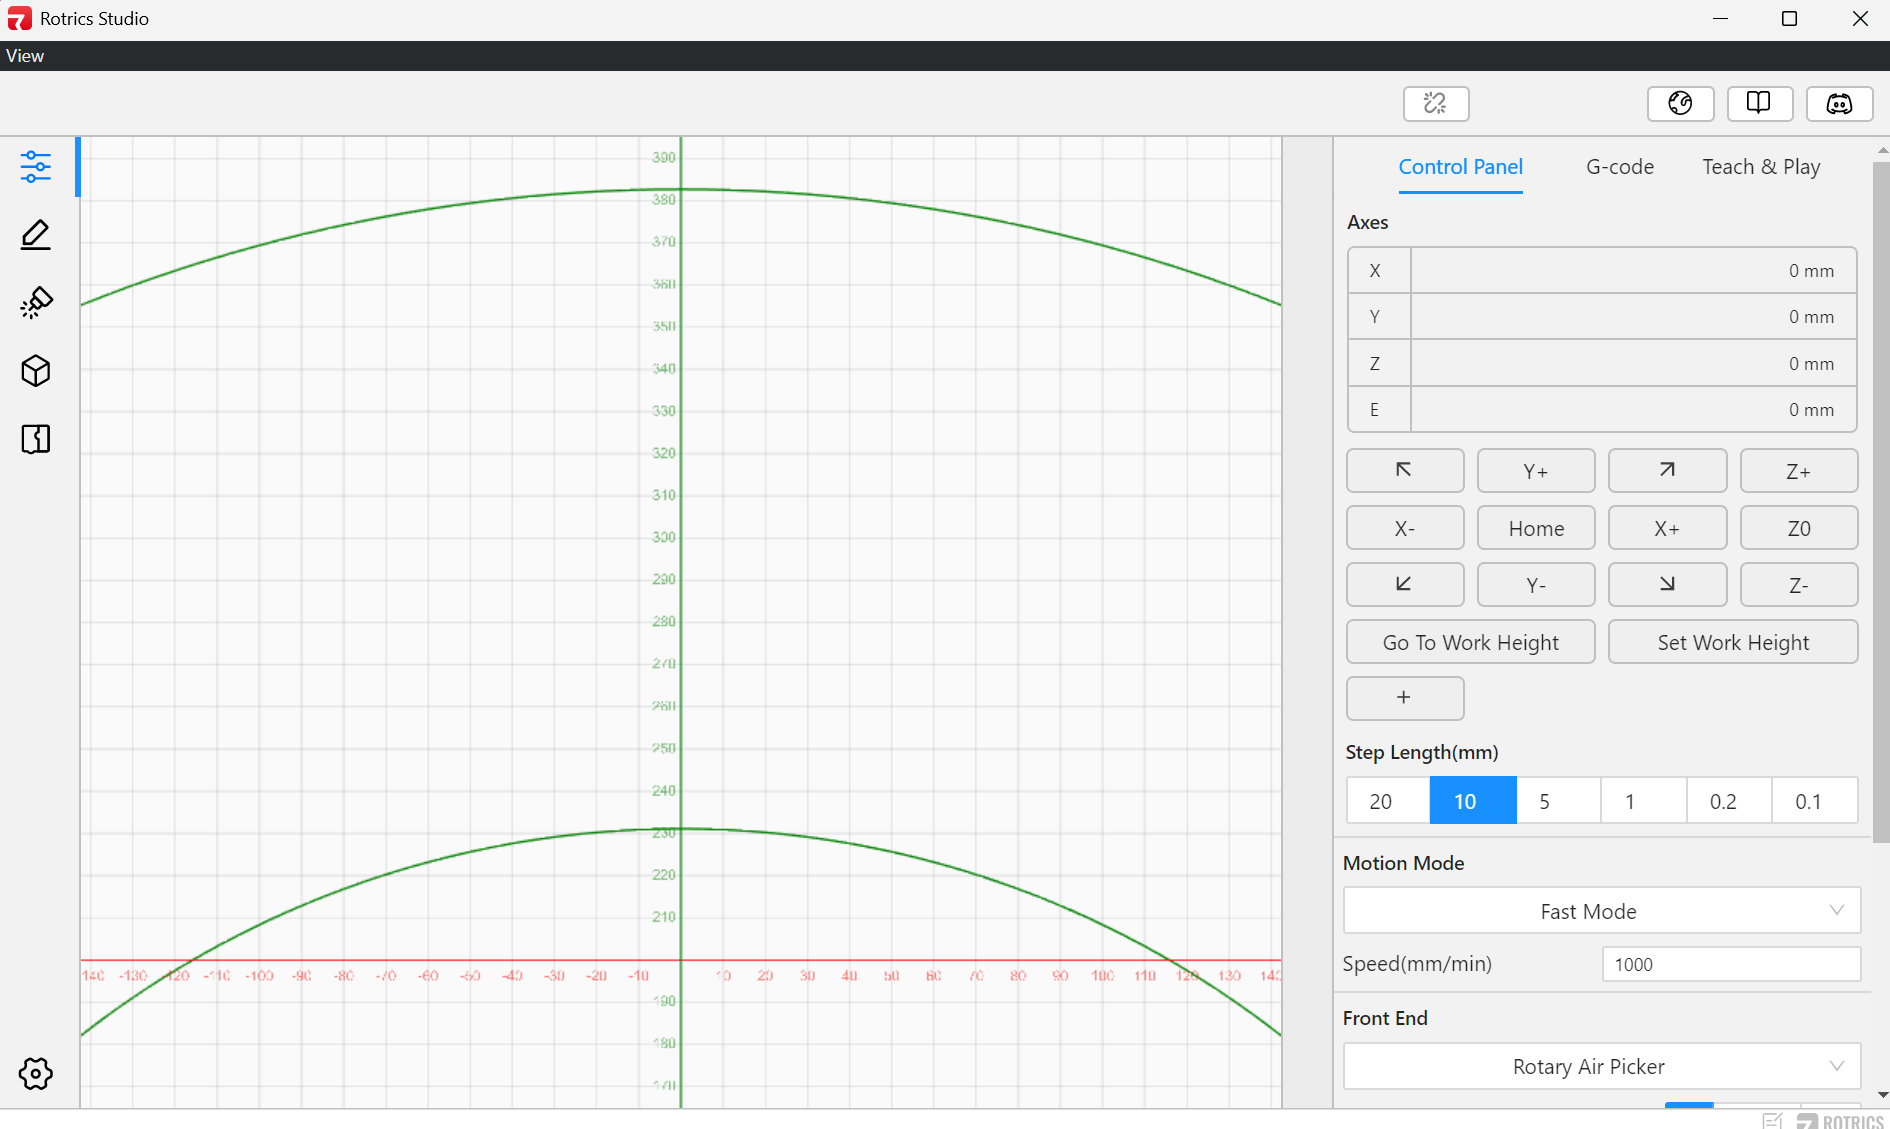 Rotrics Studio
View
Control Panel G-code Teach & Play
Axes
X 0 mm
Y 0 mm
Z 0 mm
E 0 mm
Y+ Z+
X- Home X+ Z0
Y- Z-
Go To Work Height Set Work Height
+
Step Length(mm)
20 10 5 1 0.2 0.1
Motion Mode
Fast Mode
Speed(mm/min) 1000
Front End
Rotary Air Picker
ROTRICS
390
380
370
360
350
340
330
320
310
300
290
280
270
260
250
240
230
220
210
140 -130 -120 -110 -100 -90 -80 -70 -60 -50 -40 -30 -20 -10 10 20 30 40 50 60 70 80 90 100 110 120 130
190
180
170